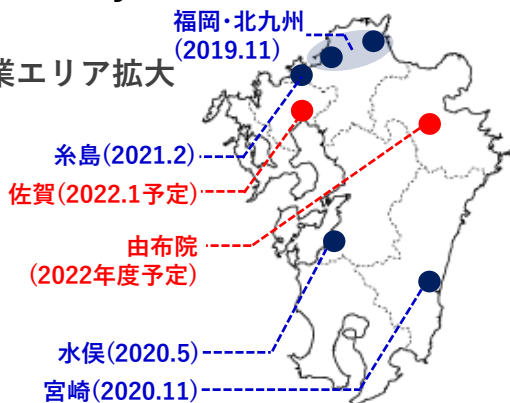 福岡・北九州
(2019.11)
業エリア拡大
糸島(2021.2)
佐賀(2022.1予定)
由布院
(2022年度予定)
水俣(2020.5)
宮崎(2020.11)